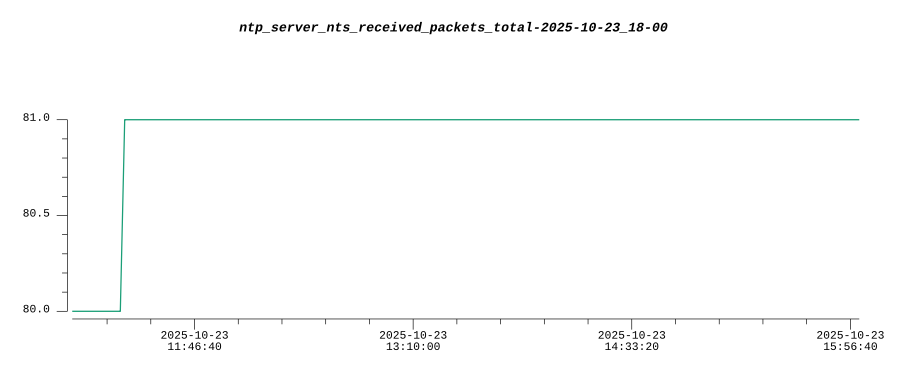 ntp_server_nts_received_packets_total-2025-10-23_18-00
81.0
80.5
80.0
2025-10-23 2025-10-23 2025-10-23 2025-10-23
11:46:40 13:10:00 14:33:20 15:56:40